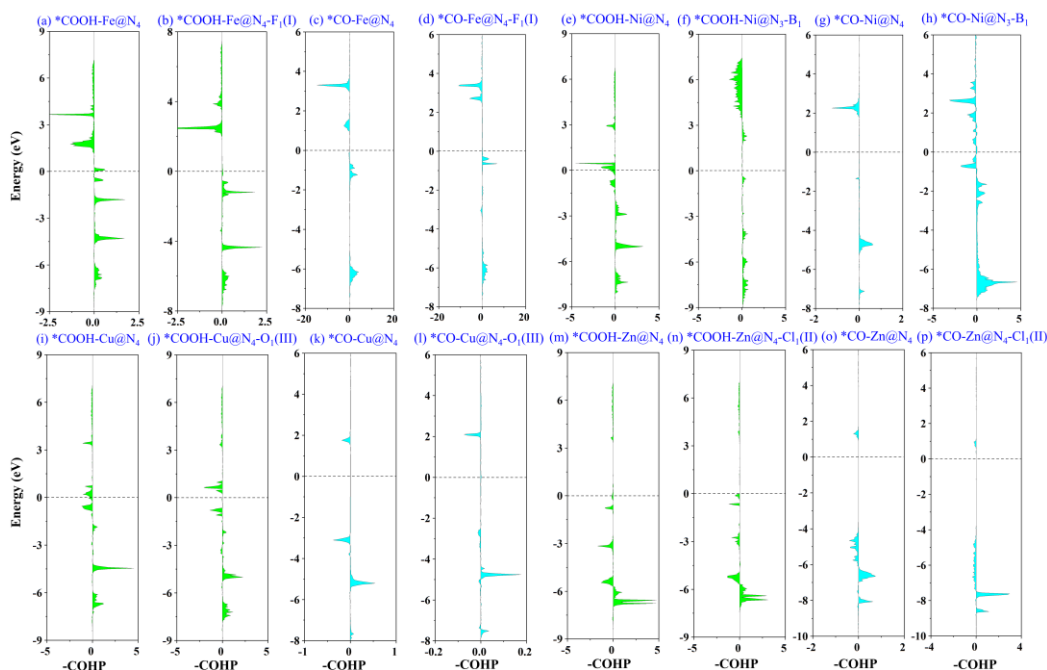 (a) *COOH-Fe@N4 (b) *COOH-Fe@N4-F1(I) (c) *CO-Fe@N4 (d) *CO-Fe@N4-F1(I) (e) *COOH-Ni@N4 (f) *COOH-Ni@N3-B1 (g) *CO-Ni@N4 (h) *CO-Ni@N3-B1
Energy (eV)
9 6 3 0 -3 -6 -9
8 4 0 -4 -8
6 4 2 0 -2 -4 -6 -8
6 4 2 0 -2 -4 -6 -8
9 6 3 0 -3 -6 -9
9 6 3 0 -3 -6 -9
6 4 2 0 -2 -4 -6 -8
6 4 2 0 -2 -4 -6 -8
-2.5 0.0 2.5 -2.5 0.0 2.5 -20 -10 0 10 20 -20 -10 0 10 20 -5 0 5 -5 0 5 -2 0 2 -5 0 5
(i) *COOH-Cu@N4 (j) *COOH-Cu@N4-O1(III) (k) *CO-Cu@N4 (l) *CO-Cu@N4-O1(III) (m) *COOH-Zn@N4 (n) *COOH-Zn@N4-Cl1(II) (o) *CO-Zn@N4 (p) *CO-Zn@N4-Cl1(II)
Energy (eV)
9 6 3 0 -3 -6 -9
9 6 3 0 -3 -6 -9
4 2 0 -2 -4 -6 -8
4 2 0 -2 -4 -6 -8
9 6 3 0 -3 -6 -9
9 6 3 0 -3 -6 -9
4 2 0 -2 -4 -6 -8 -10
4 2 0 -2 -4 -6 -8 -10
-5 0 5 -5 0 5 -1 0 1 -0.2 0.0 0.2 -4 0 4 -4 0 4 -2 0 2 -4 0 4
-COHP -COHP -COHP -COHP -COHP -COHP -COHP -COHP